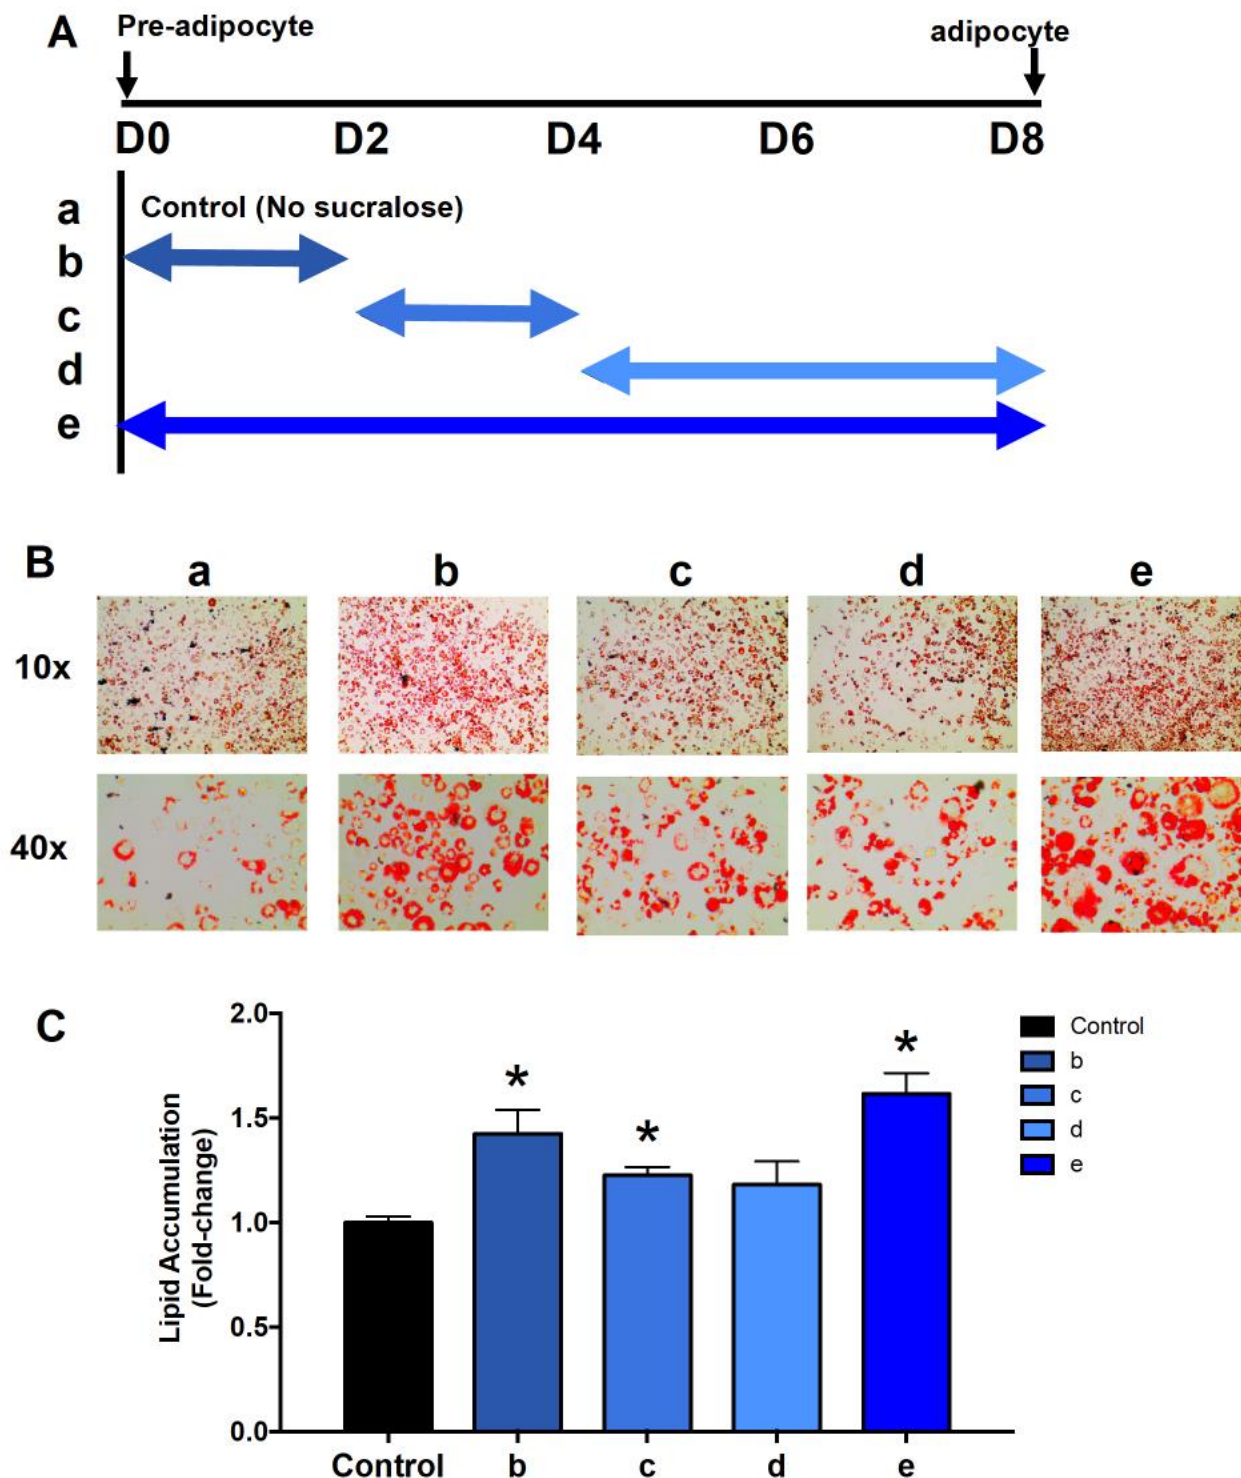 A
Pre-adipocyte
adipocyte
D0 D2 D4 D6 D8
a Control (No sucralose)
b
c
d
e
B
a b c d e
10x
40x
C
2.0
1.5
1.0
0.5
0.0
Lipid Accumulation
(Fold-change)
* * *
Control b c d e
Control
b
c
d
e